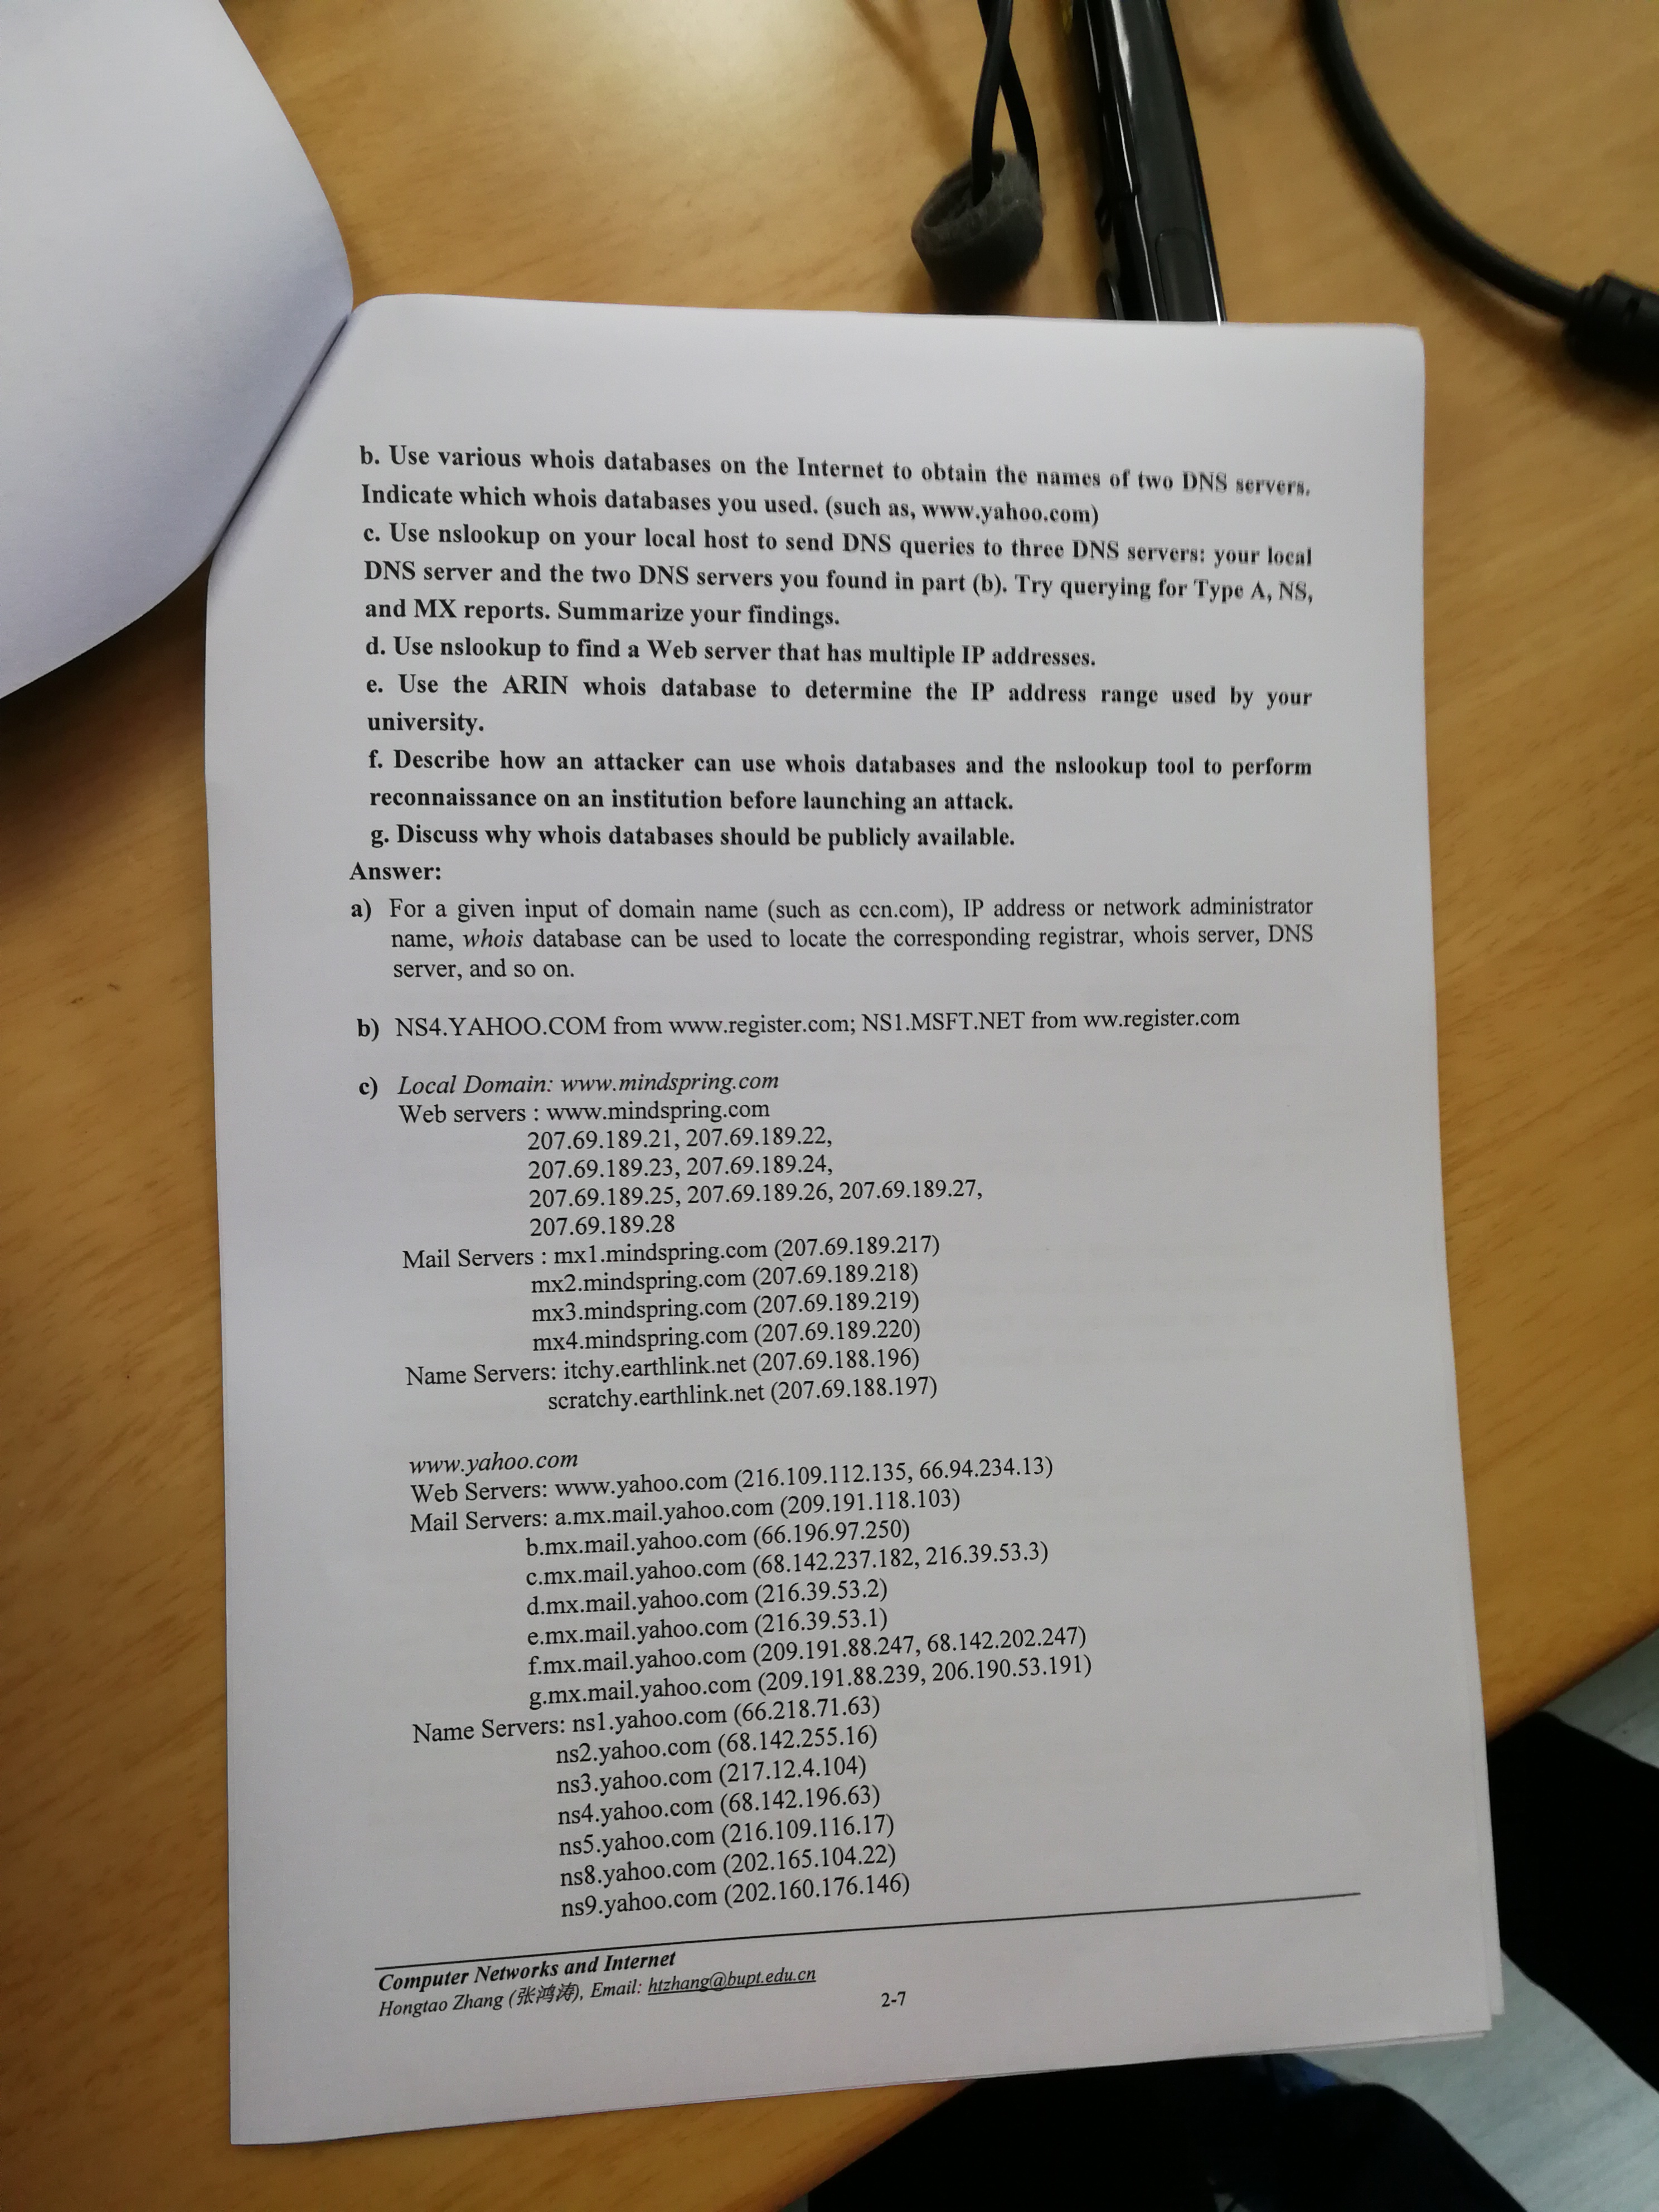 b. Use various whois databases on the Internet to obtain the names of two DNS servers.
Indicate which whois databases you used. (such as, www.yahoo.com)
c. Use nslookup on your local host to send DNS queries to three DNS servers: your local
DNS server and the two DNS servers you found in part (b). Try querying for Type A, NS,
and MX reports. Summarize your findings.
d. Use nslookup to find a Web server that has multiple IP addresses.
e. Use the ARIN whois database to determine the IP address range used by your
university.
f. Describe how an attacker can use whois databases and the nslookup tool to perform
reconnaissance on an institution before launching an attack.
g. Discuss why whois databases should be publicly available.
Answer:
a) For a given input of domain name (such as ccn.com), IP address or network administrator
name, whois database can be used to locate the corresponding registrar, whois server, DNS
server, and so on.
b) NS4.YAHOO.COM from www.register.com; NS1.MSFT.NET from ww.register.com
c) Local Domain: www.mindspring.com
Web servers : www.mindspring.com
207.69.189.21, 207.69.189.22,
207.69.189.23, 207.69.189.24,
207.69.189.25, 207.69.189.26, 207.69.189.27,
207.69.189.28
Mail Servers : mx1.mindspring.com (207.69.189.217)
mx2.mindspring.com (207.69.189.218)
mx3.mindspring.com (207.69.189.219)
mx4.mindspring.com (207.69.189.220)
Name Servers: itchy.earthlink.net (207.69.188.196)
scratchy.earthlink.net (207.69.188.197)
www.yahoo.com
Web Servers: www.yahoo.com (216.109.112.135, 66.94.234.13)
Mail Servers: a.mx.mail.yahoo.com (209.191.118.103)
b.mx.mail.yahoo.com (66.196.97.250)
c.mx.mail.yahoo.com (68.142.237.182, 216.39.53.3)
d.mx.mail.yahoo.com (216.39.53.2)
e.mx.mail.yahoo.com (216.39.53.1)
f.mx.mail.yahoo.com (209.191.88.247, 68.142.202.247)
g.mx.mail.yahoo.com (209.191.88.239, 206.190.53.191)
Name Servers: ns1.yahoo.com (66.218.71.63)
ns2.yahoo.com (68.142.255.16)
ns3.yahoo.com (217.12.4.104)
ns4.yahoo.com (68.142.196.63)
ns5.yahoo.com (216.109.116.17)
ns8.yahoo.com (202.165.104.22)
ns9.yahoo.com (202.160.176.146)
Computer Networks and Internet
Hongtao Zhang (张鸿涛), Email: htzhang@bupt.edu.cn
2-7